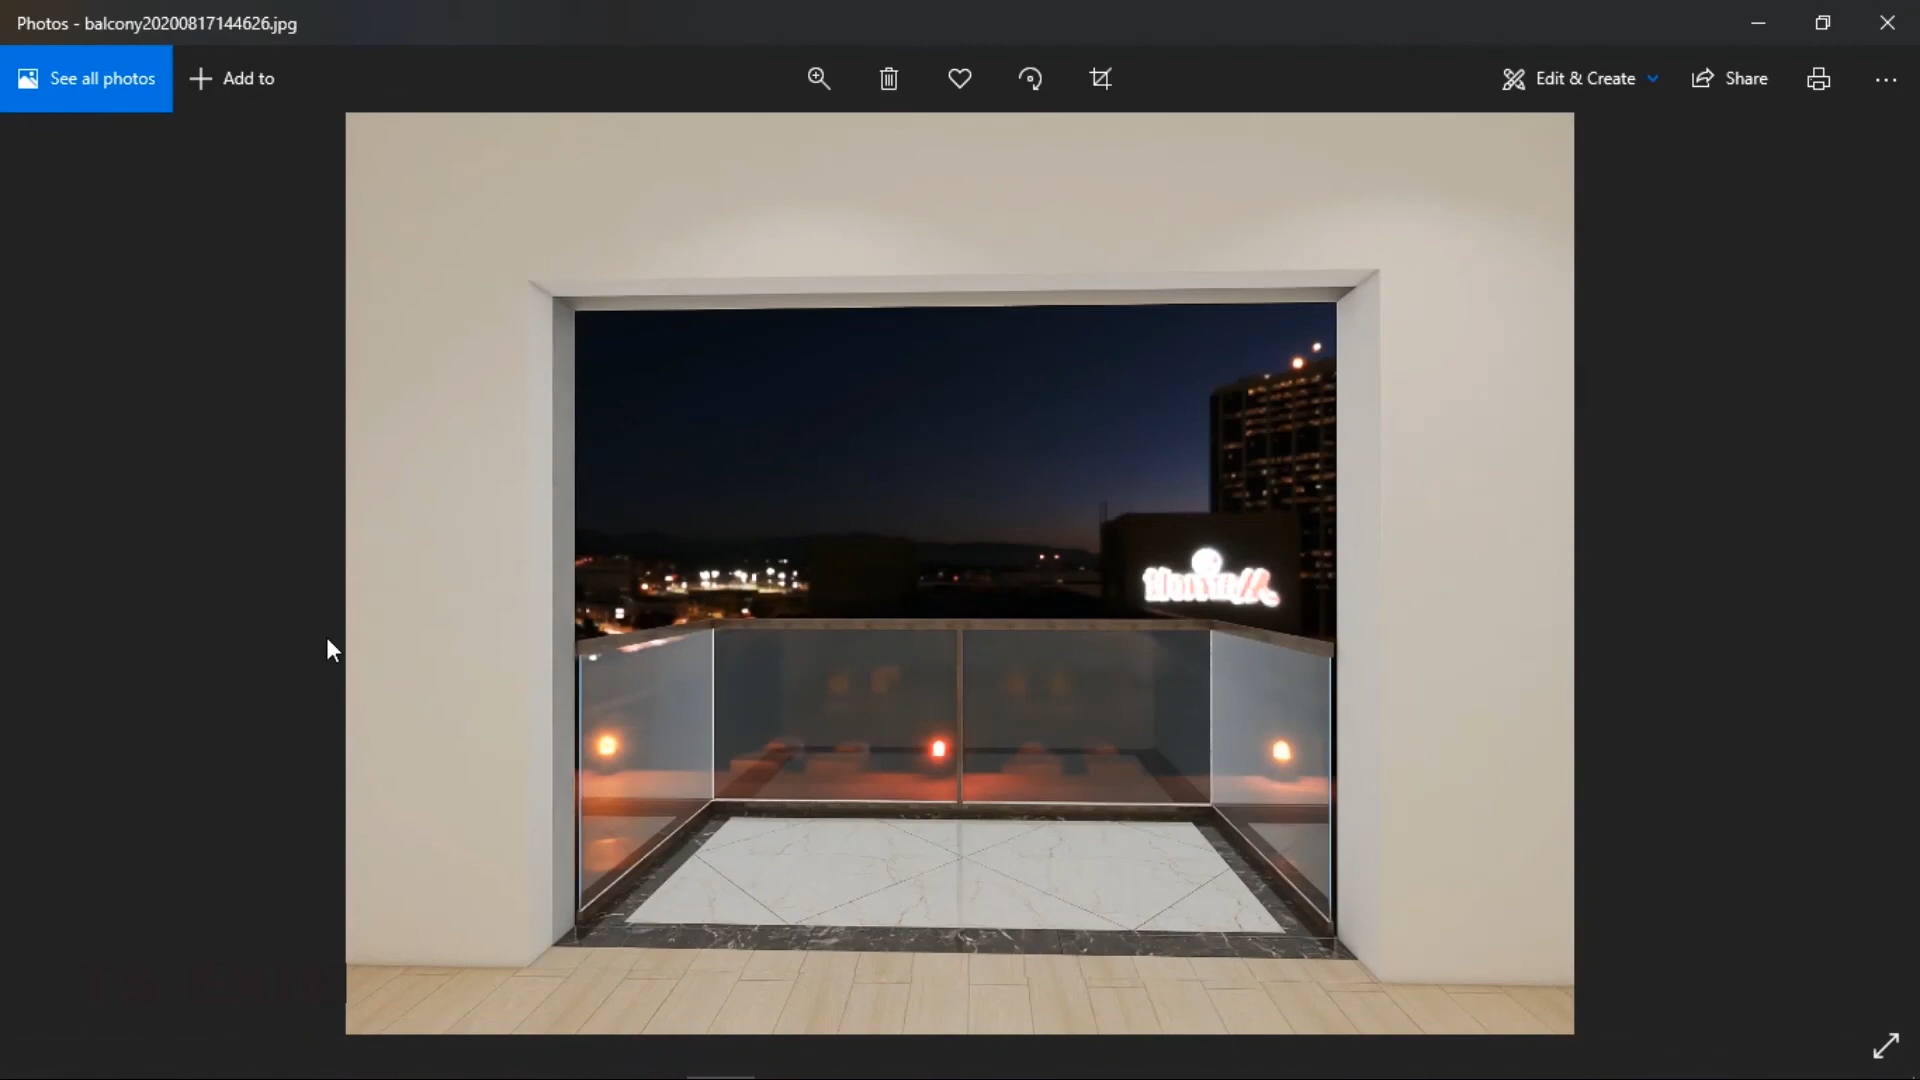 Photos - balcony20200817144626.jpg
See all photos
Add to
Edit & Create
Share